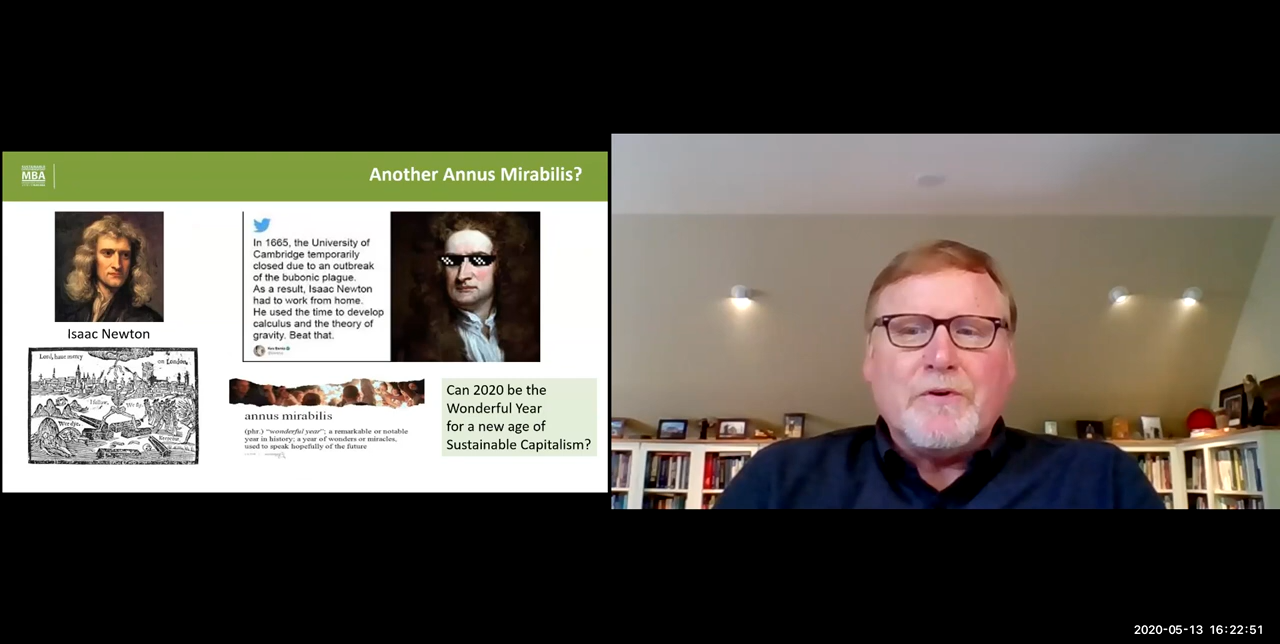 SUSTAINABLE
MBA
Another Annus Mirabilis?
Isaac Newton
In 1665, the University of
Cambridge temporarily
closed due to an outbreak
of the bubonic plague.
As a result, Isaac Newton
had to work from home.
He used the time to develop
calculus and the theory of
gravity. Beat that.
Lord, have mercy
on London.
annus mirabilis
(phr.) "wonderful year"; a remarkable or notable
year in history; a year of wonders or miracles,
used to speak hopefully of the future
Can 2020 be the
Wonderful Year
for a new age of
Sustainable Capitalism?
2020-05-13 16:22:51